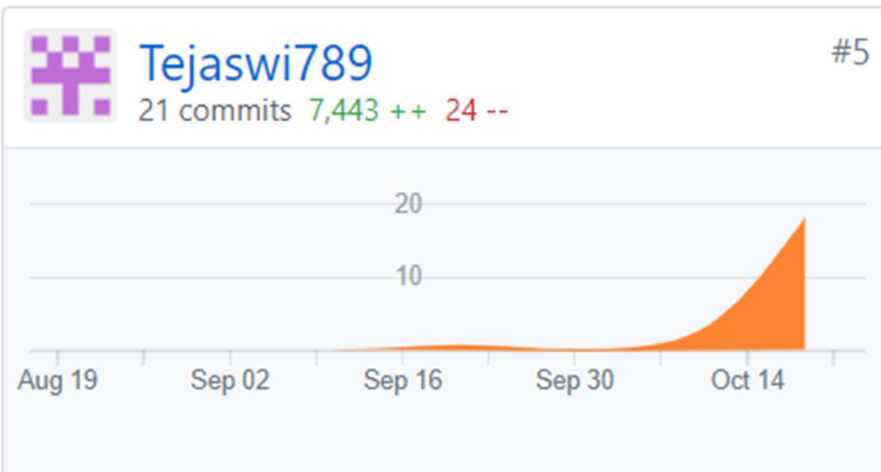 Tejaswi789 #5
21 commits 7,443 ++ 24 --
20
10
Aug 19 Sep 02 Sep 16 Sep 30 Oct 14